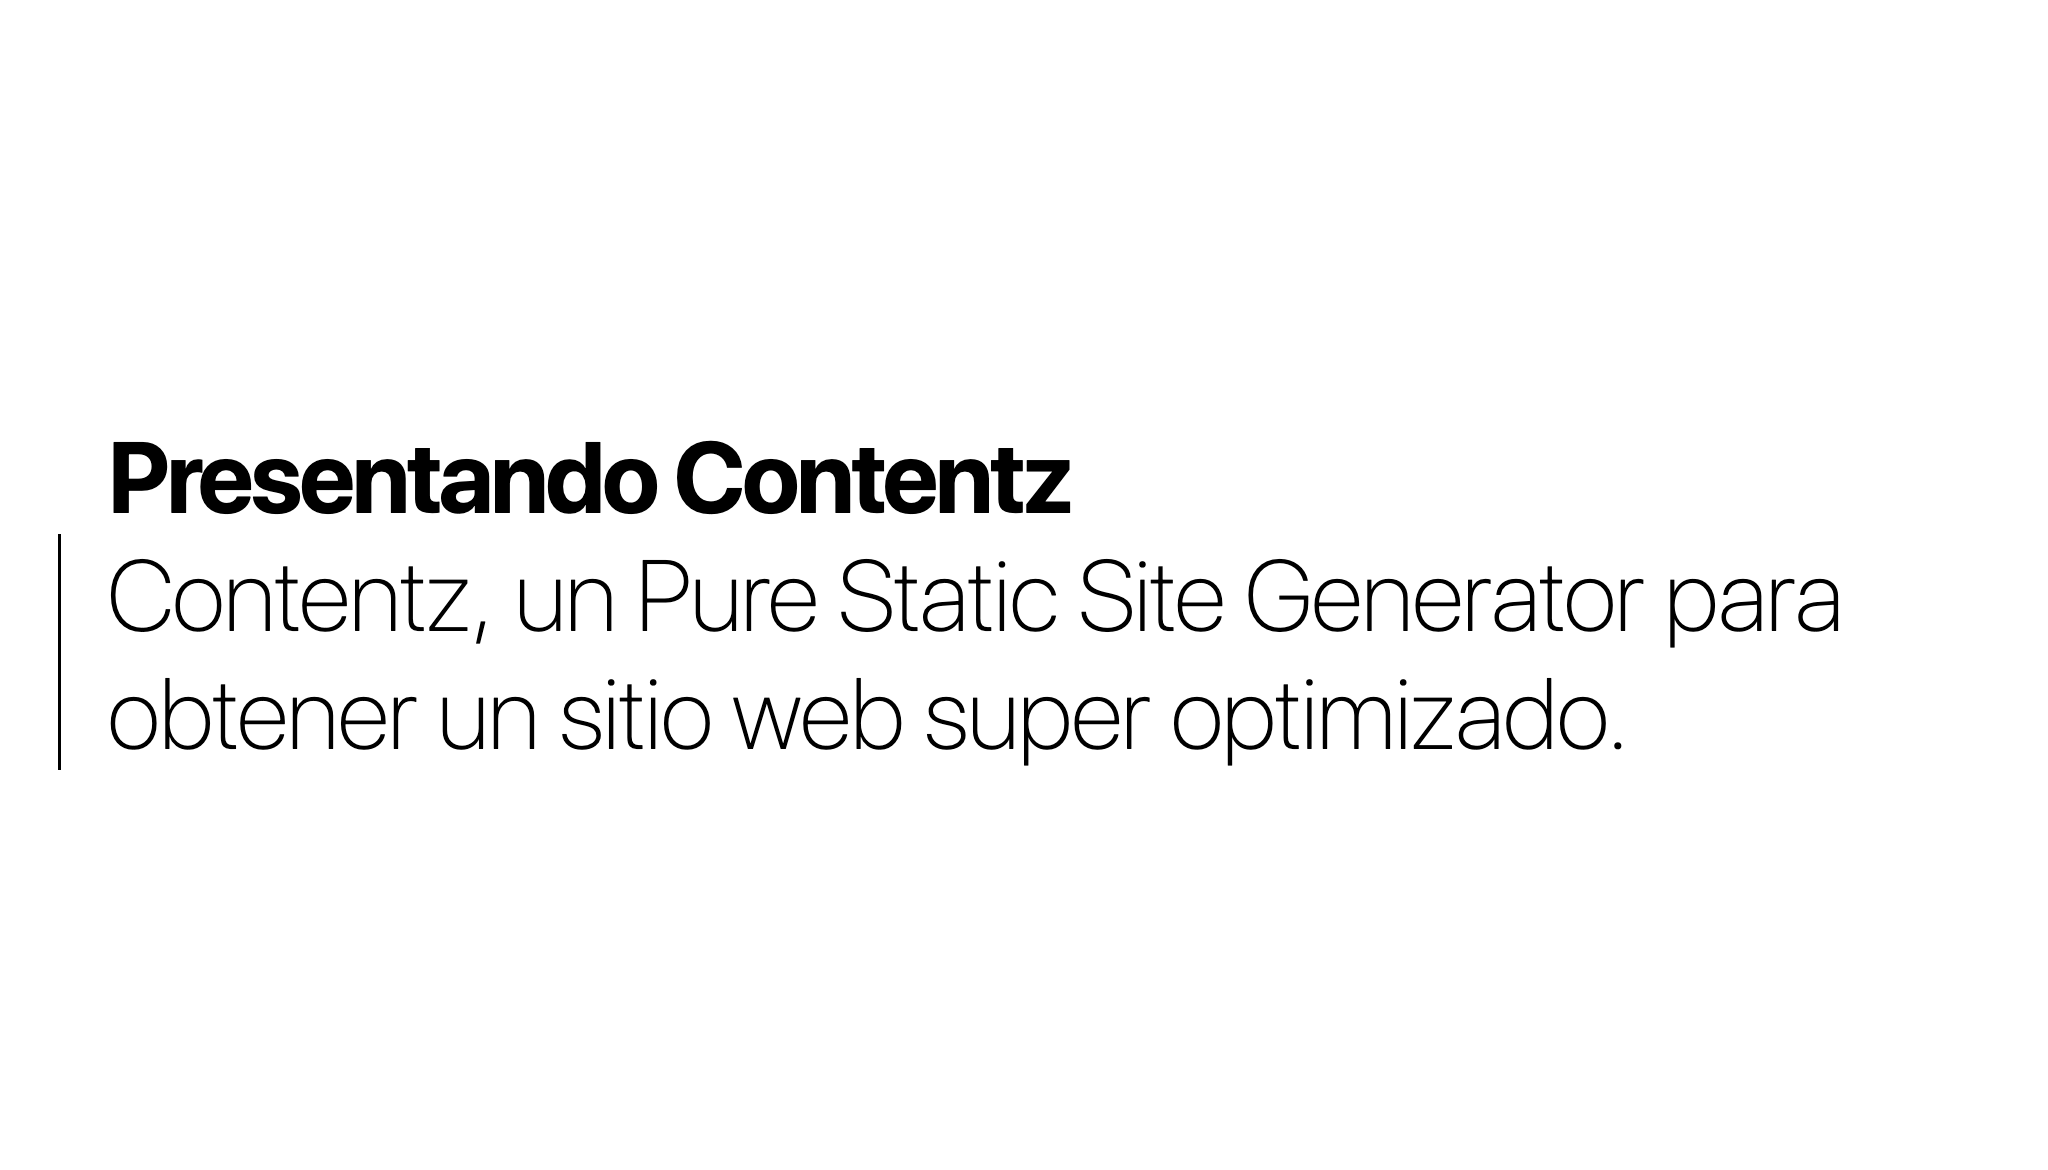 Presentando Contentz
Contentz, un Pure Static Site Generator para
obtener un sitio web super optimizado.